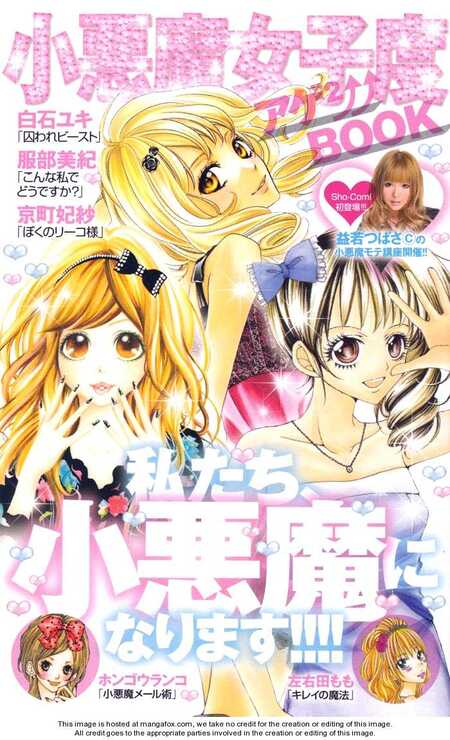 小悪魔女子度
アゲ²↑↑
BOOK
白石ユキ
「囚われビースト」
服部美紀
「こんな私で
どうですか?」
京町妃紗
「ぼくのリーコ様」
Sho-Comi
初登場!!!
益若つばさCの
小悪魔モテ講座開催!!
私たち、
小悪魔に
なります!!!!
ホンゴウランコ
「小悪魔メール術」
左右田もも
「キレイの魔法」
This image is hosted at mangafox.com, we take no credit for the creation or editing of this image.
All credit goes to the appropriate parties involved in the creation or editing of this image.